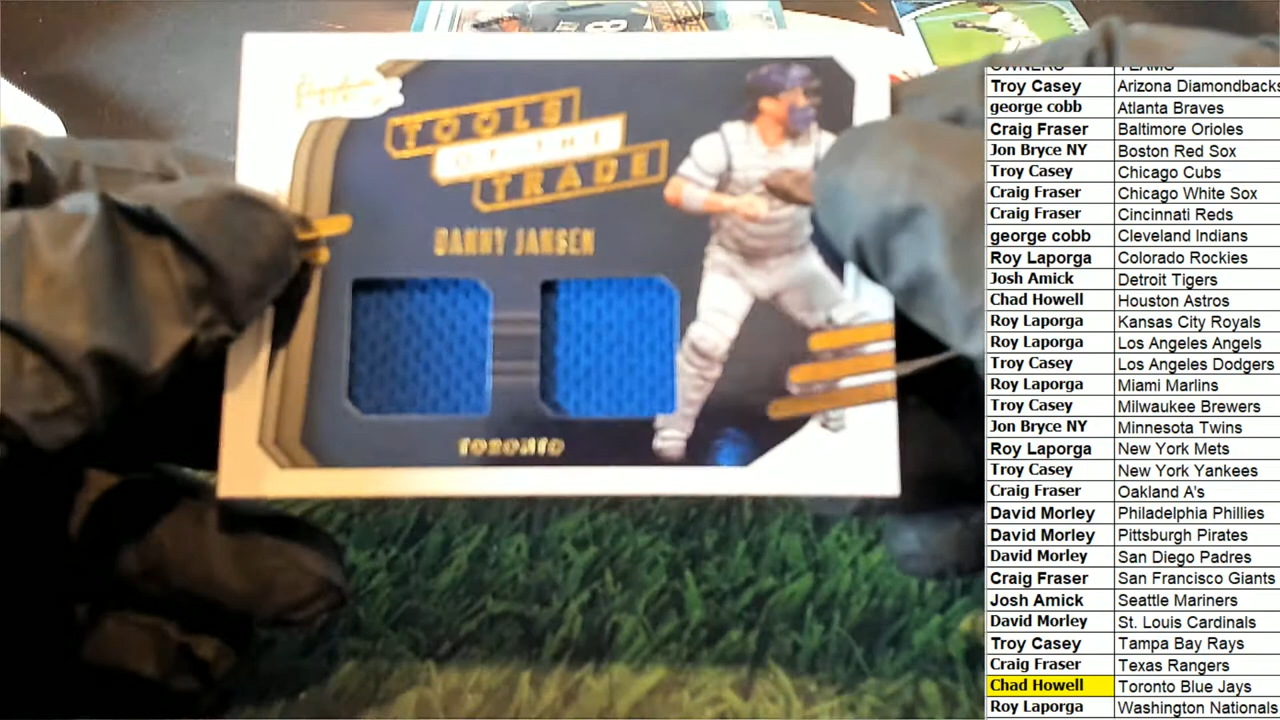 TOOLS
OF THE
TRADE
DANNY JANSEN
TORONTO
8
OWNERS TEAMS
Troy Casey Arizona Diamondbacks
george cobb Atlanta Braves
Craig Fraser Baltimore Orioles
Jon Bryce NY Boston Red Sox
Troy Casey Chicago Cubs
Craig Fraser Chicago White Sox
Craig Fraser Cincinnati Reds
george cobb Cleveland Indians
Roy Laporga Colorado Rockies
Josh Amick Detroit Tigers
Chad Howell Houston Astros
Roy Laporga Kansas City Royals
Roy Laporga Los Angeles Angels
Troy Casey Los Angeles Dodgers
Roy Laporga Miami Marlins
Troy Casey Milwaukee Brewers
Jon Bryce NY Minnesota Twins
Roy Laporga New York Mets
Troy Casey New York Yankees
Craig Fraser Oakland A's
David Morley Philadelphia Phillies
David Morley Pittsburgh Pirates
David Morley San Diego Padres
Craig Fraser San Francisco Giants
Josh Amick Seattle Mariners
David Morley St. Louis Cardinals
Troy Casey Tampa Bay Rays
Craig Fraser Texas Rangers
Chad Howell Toronto Blue Jays
Roy Laporga Washington Nationals